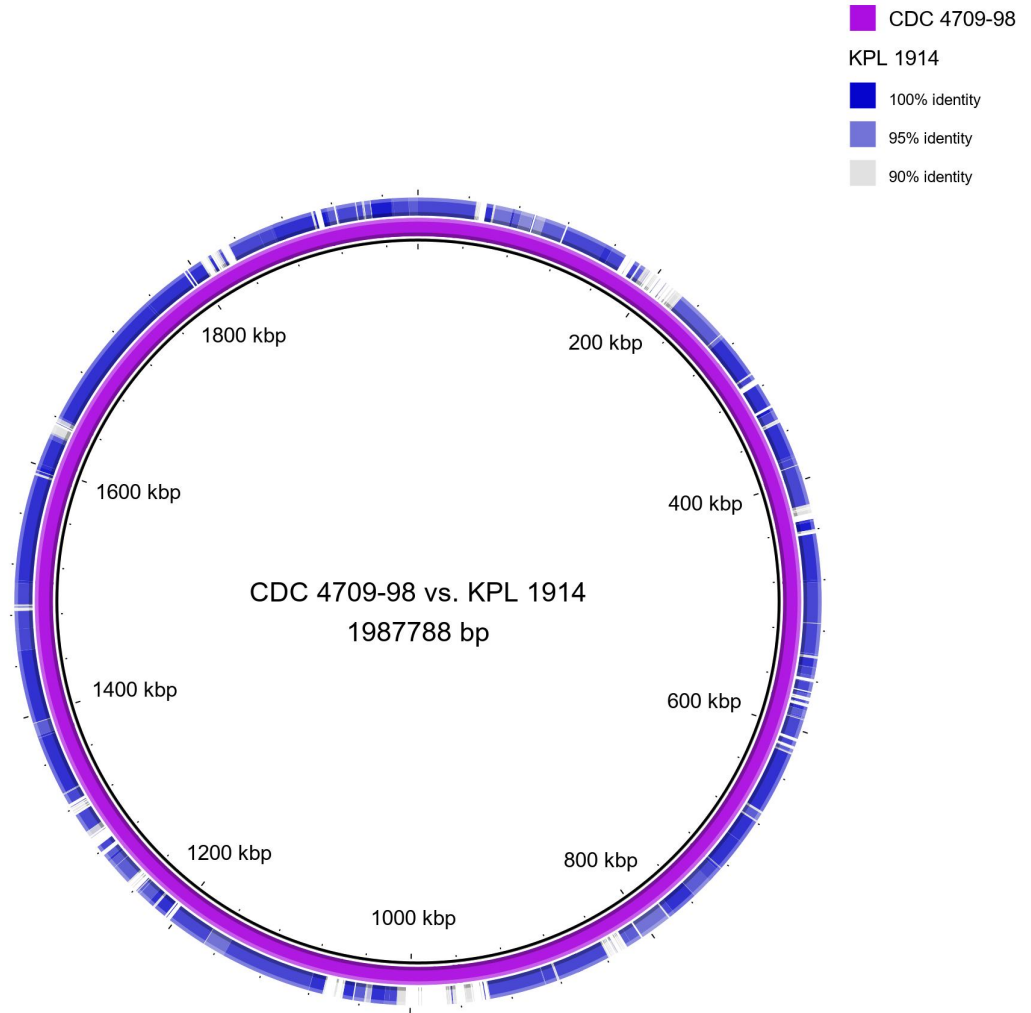 CDC 4709-98
KPL 1914
100% identity
95% identity
90% identity
1800 kbp
200 kbp
1600 kbp
400 kbp
CDC 4709-98 vs. KPL 1914
1987788 bp
1400 kbp
600 kbp
1200 kbp
800 kbp
1000 kbp